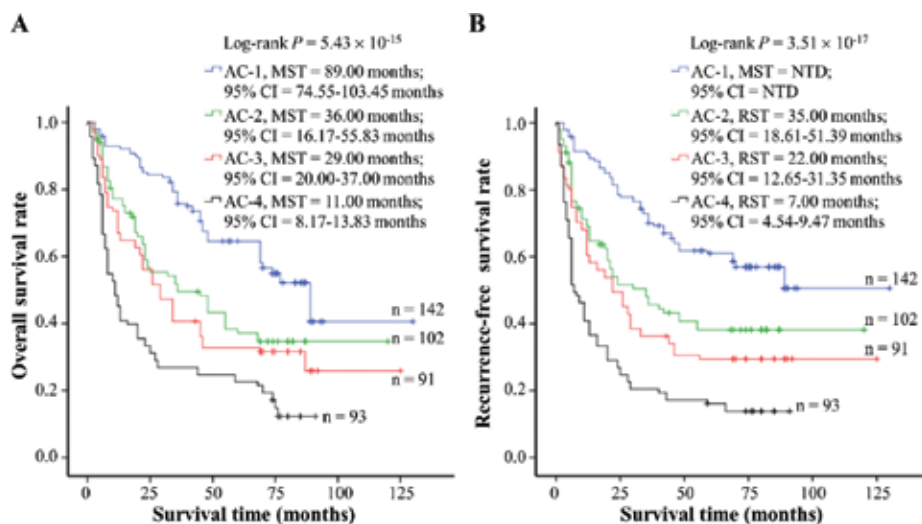 A
Log-rank P = 5.43 × 10⁻¹⁵
AC-1, MST = 89.00 months;
95% CI = 74.55-103.45 months
AC-2, MST = 36.00 months;
95% CI = 16.17-55.83 months
AC-3, MST = 29.00 months;
95% CI = 20.00-37.00 months
AC-4, MST = 11.00 months;
95% CI = 8.17-13.83 months
Overall survival rate
1.0
0.8
0.6
0.4
0.2
0.0
n = 142
n = 102
n = 91
n = 93
0 25 50 75 100 125
Survival time (months)
B
Log-rank P = 3.51 × 10⁻¹⁷
AC-1, MST = NTD;
95% CI = NTD
AC-2, RST = 35.00 months;
95% CI = 18.61-51.39 months
AC-3, RST = 22.00 months;
95% CI = 12.65-31.35 months
AC-4, RST = 7.00 months;
95% CI = 4.54-9.47 months
Recurrence-free survival rate
1.0
0.8
0.6
0.4
0.2
0.0
n = 142
n = 102
n = 91
n = 93
0 25 50 75 100 125
Survival time (months)